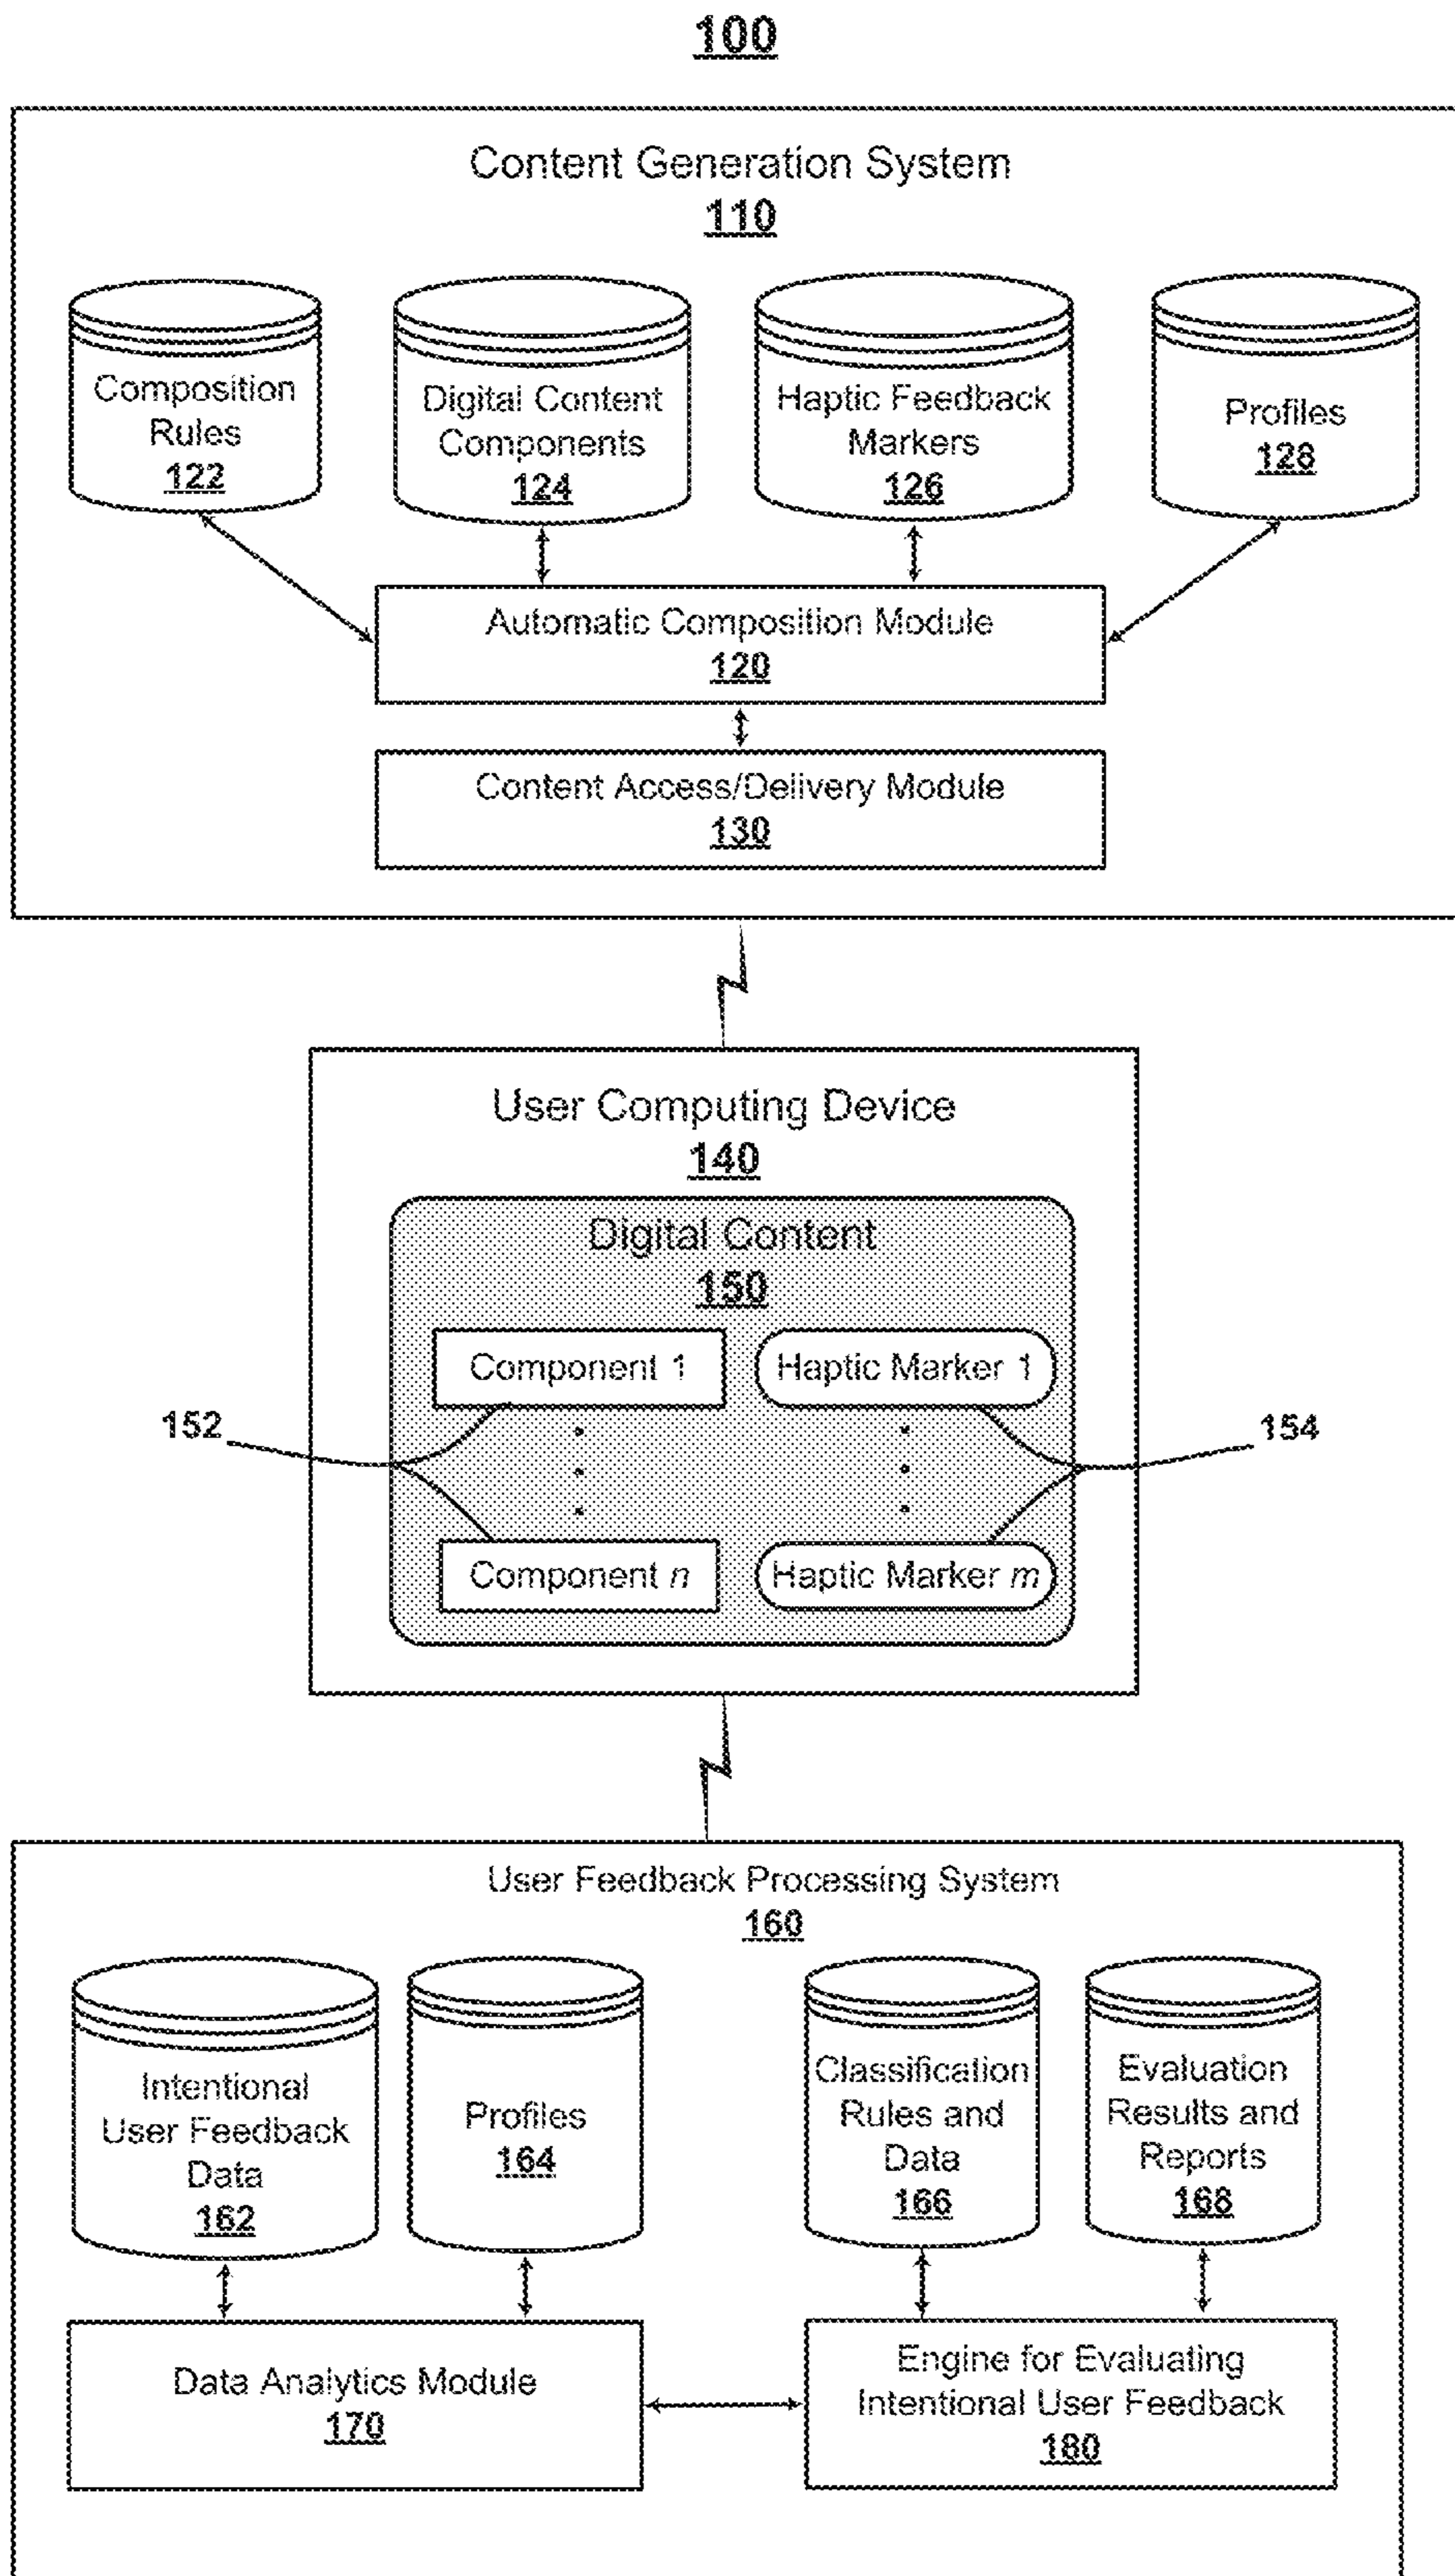 100
Content Generation System
110
Composition
Rules
122
Digital Content
Components
124
Haptic Feedback
Markers
126
Profiles
128
Automatic Composition Module
120
Content Access/Delivery Module
130
User Computing Device
140
Digital Content
150
Component 1
Haptic Marker 1
152
154
Component n
Haptic Marker m
User Feedback Processing System
160
Intentional
User Feedback
Data
162
Profiles
164
Classification
Rules and
Data
166
Evaluation
Results and
Reports
168
Data Analytics Module
170
Engine for Evaluating
Intentional User Feedback
180